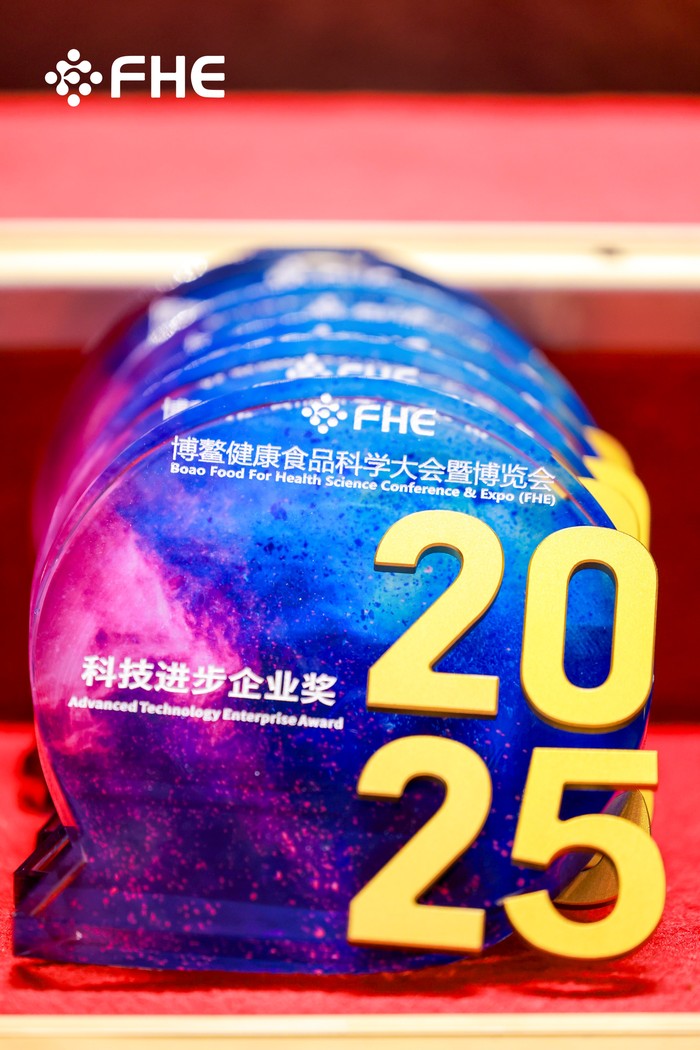 FHE
FHE
FHE
博鳌健康食品科学大会暨博览会
Boao Food For Health Science Conference & Expo (FHE)
科技进步企业奖
Advanced Technology Enterprise Award
20
25